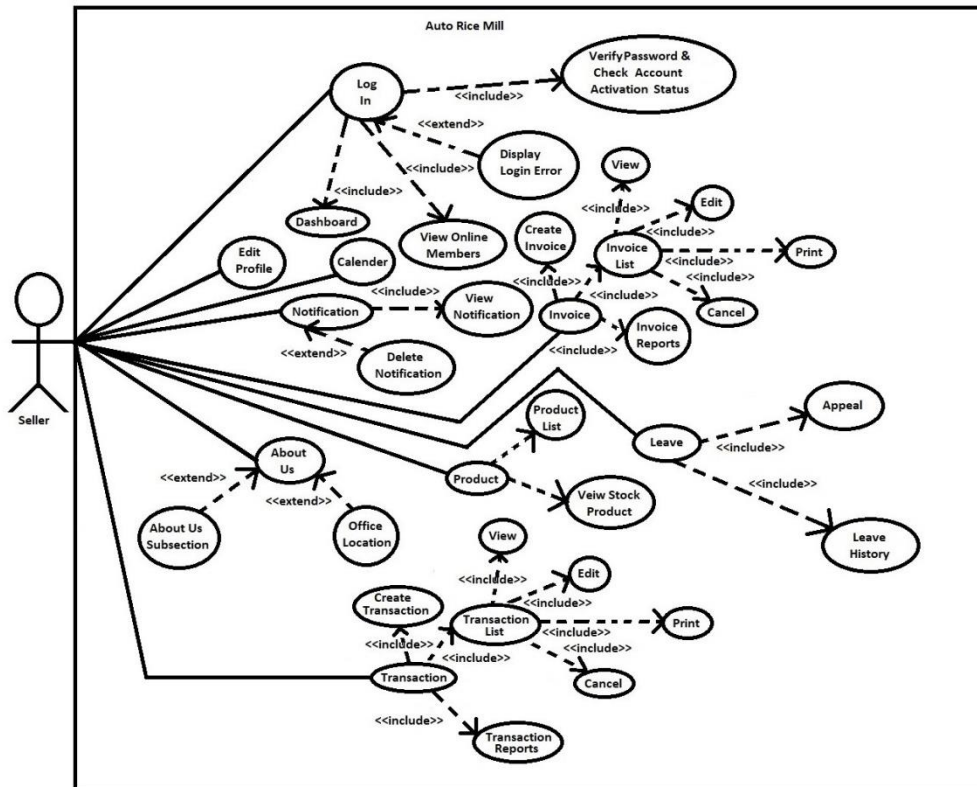 Auto Rice Mill
Log
In
<<include>>
Verify Password &
Check Account
Activation Status
<<extend>>
Display
Login Error
<<include>>
<<include>>
Dashboard
View Online
Members
View
<<include>>
Edit
<<include>>
Create
Invoice
Invoice
List
<<include>>
Print
<<include>>
Cancel
<<include>>
Invoice
<<include>>
<<include>>
Invoice
Reports
Edit
Profile
Calender
Notification
<<include>>
View
Notification
<<extend>>
Delete
Notification
Seller
Product
List
Product
Veiw Stock
Product
Leave
<<include>>
Appeal
<<include>>
Leave
History
About
Us
<<extend>>
<<extend>>
About Us
Subsection
Office
Location
View
<<include>>
Edit
<<include>>
Create
Transaction
Transaction
List
<<include>>
Print
<<include>>
Cancel
<<include>>
<<include>>
Transaction
<<include>>
Transaction
Reports